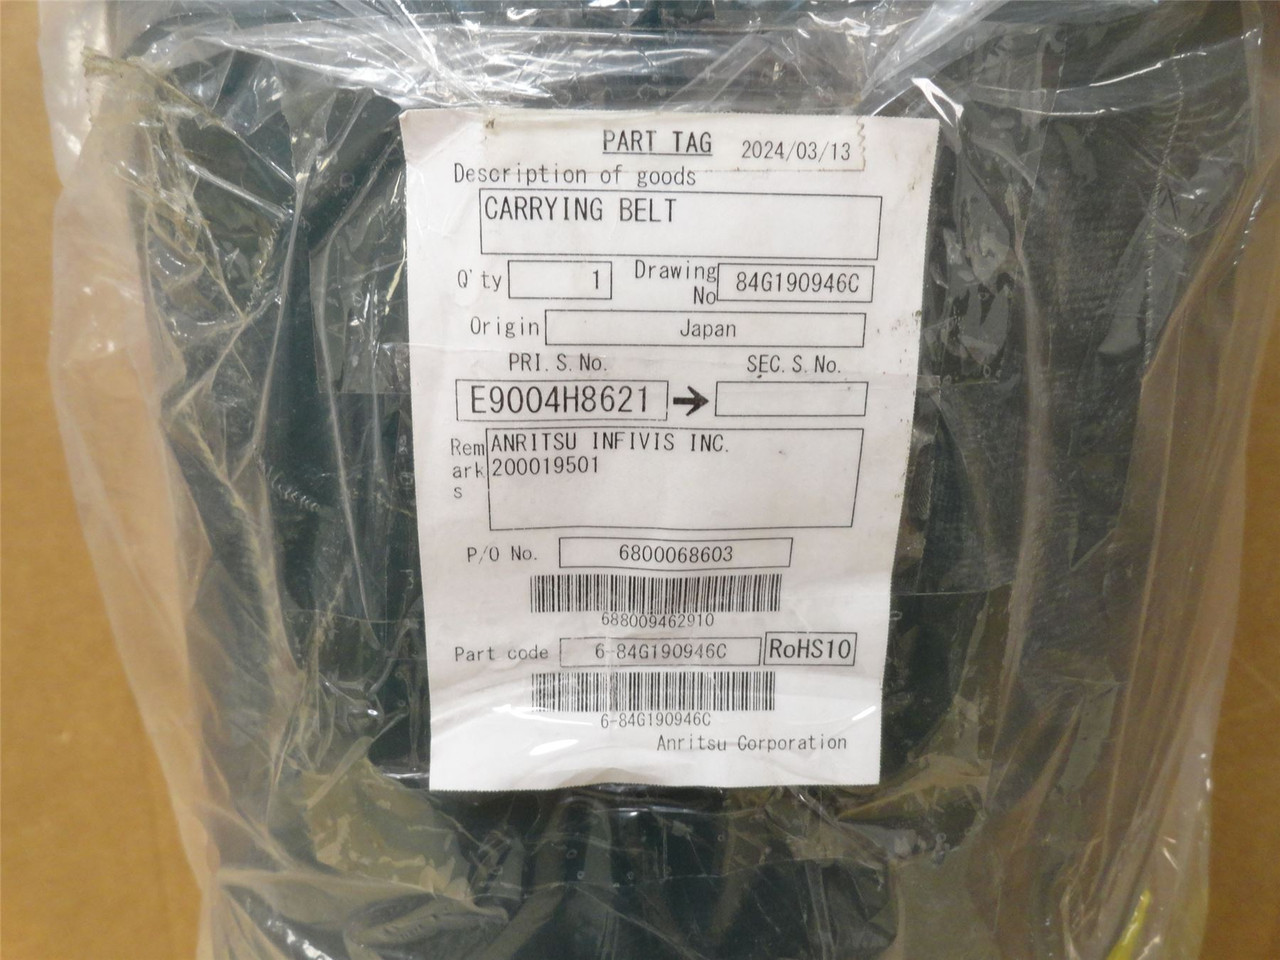 PART TAG 2024/03/13
Description of goods
CARRYING BELT
Q'ty 1 Drawing No 84G190946C
Origin Japan
PRI. S. No. SEC. S. No.
E9004H8621 →
Remarks ANRITSU INFIVIS INC.
200019501
P/O No. 6800068603
688009462910
Part code 6-84G190946C RoHS10
6-84G190946C
Anritsu Corporation